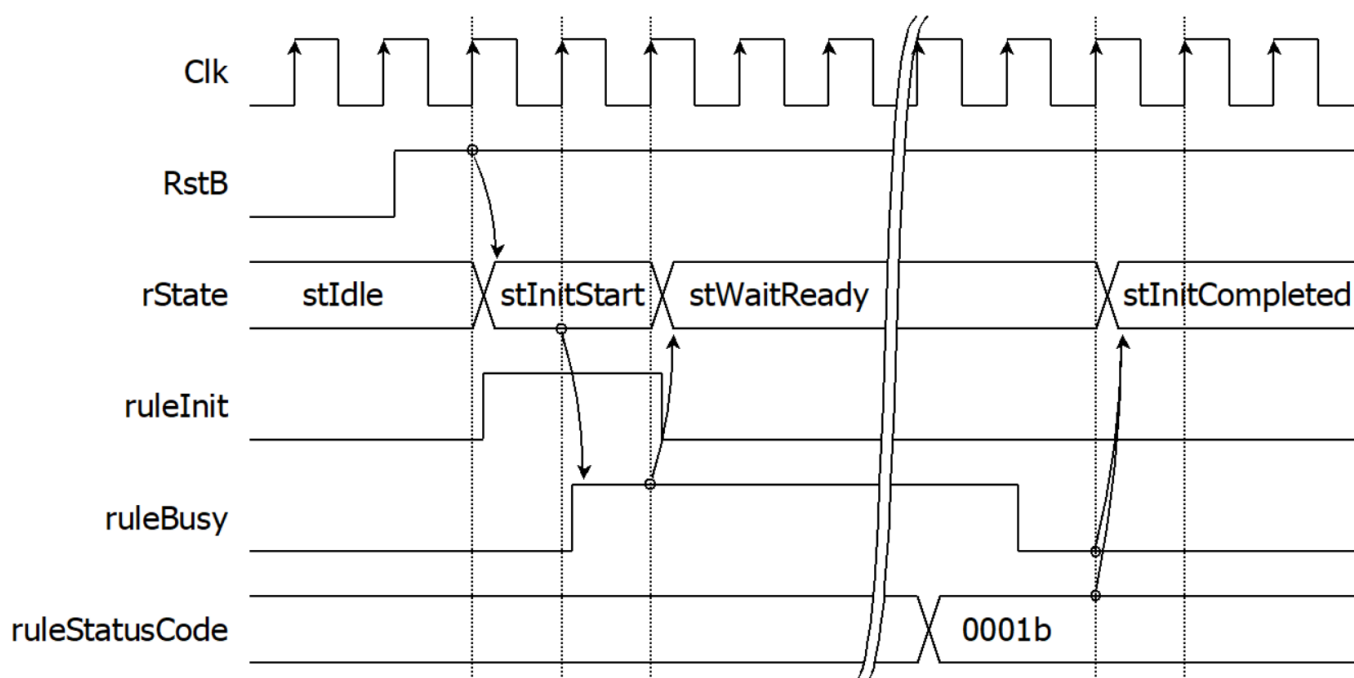 Clk
RstB
rState stIdle stInitStart stWaitReady stInitCompleted
ruleInit
ruleBusy
ruleStatusCode 0001b